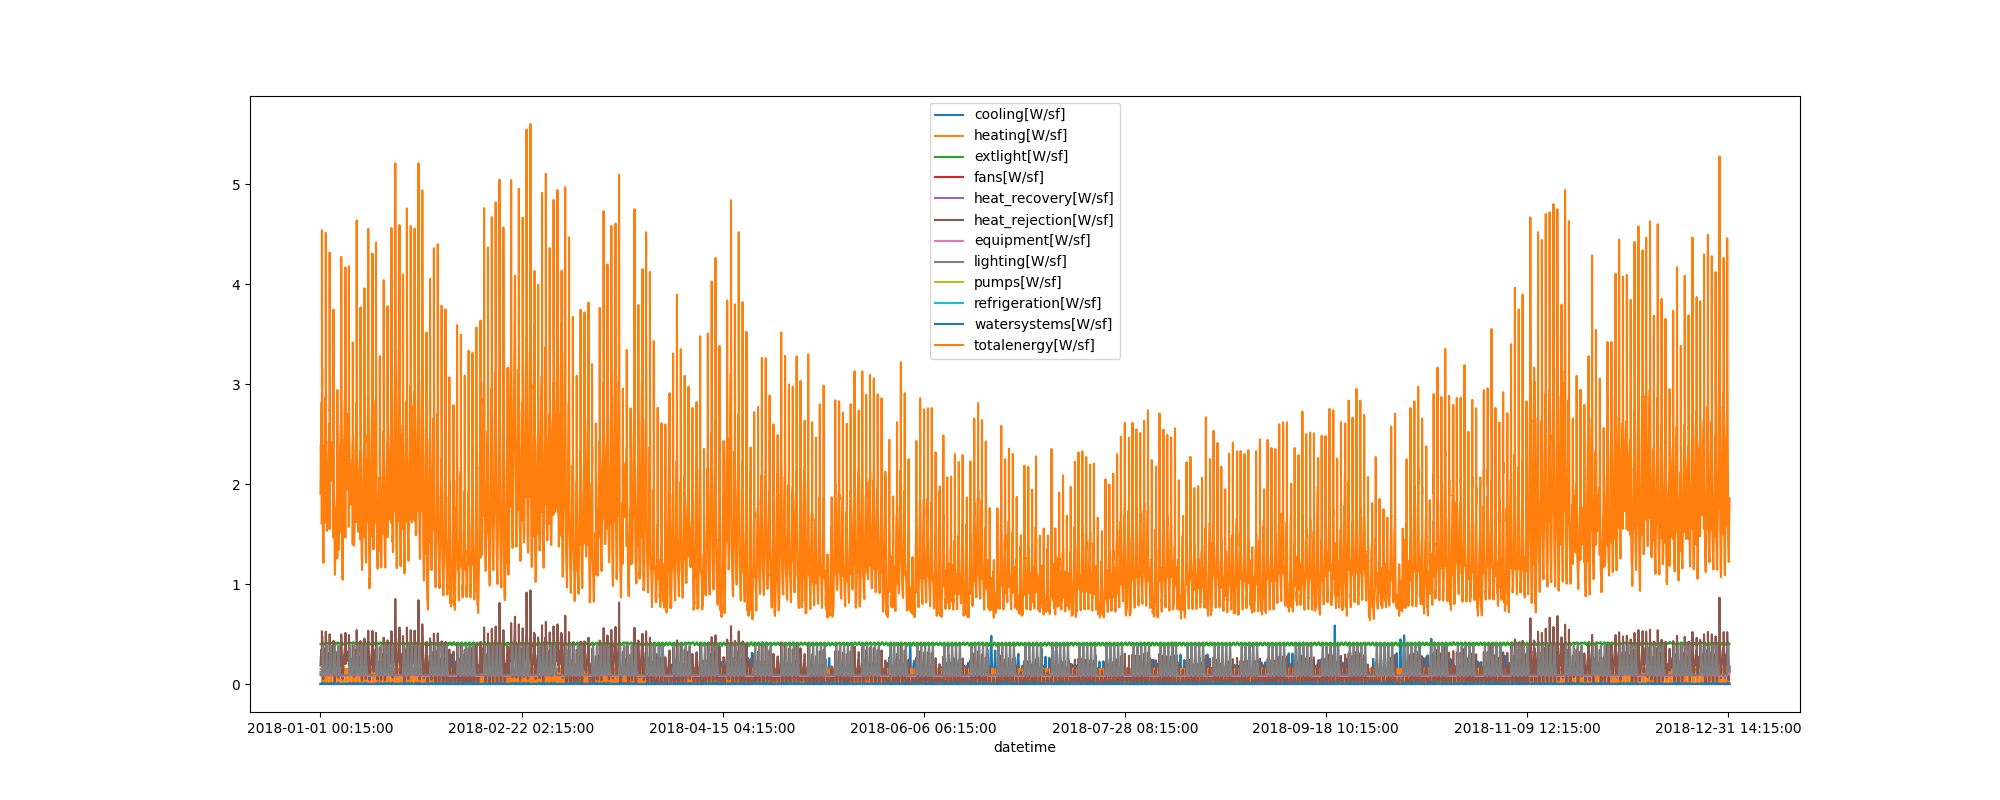 cooling[W/sf]
heating[W/sf]
extlight[W/sf]
fans[W/sf]
heat_recovery[W/sf]
heat_rejection[W/sf]
equipment[W/sf]
lighting[W/sf]
pumps[W/sf]
refrigeration[W/sf]
watersystems[W/sf]
totalenergy[W/sf]
5
4
3
2
1
0
2018-01-01 00:15:00 2018-02-22 02:15:00 2018-04-15 04:15:00 2018-06-06 06:15:00 2018-07-28 08:15:00 2018-09-18 10:15:00 2018-11-09 12:15:00 2018-12-31 14:15:00
datetime